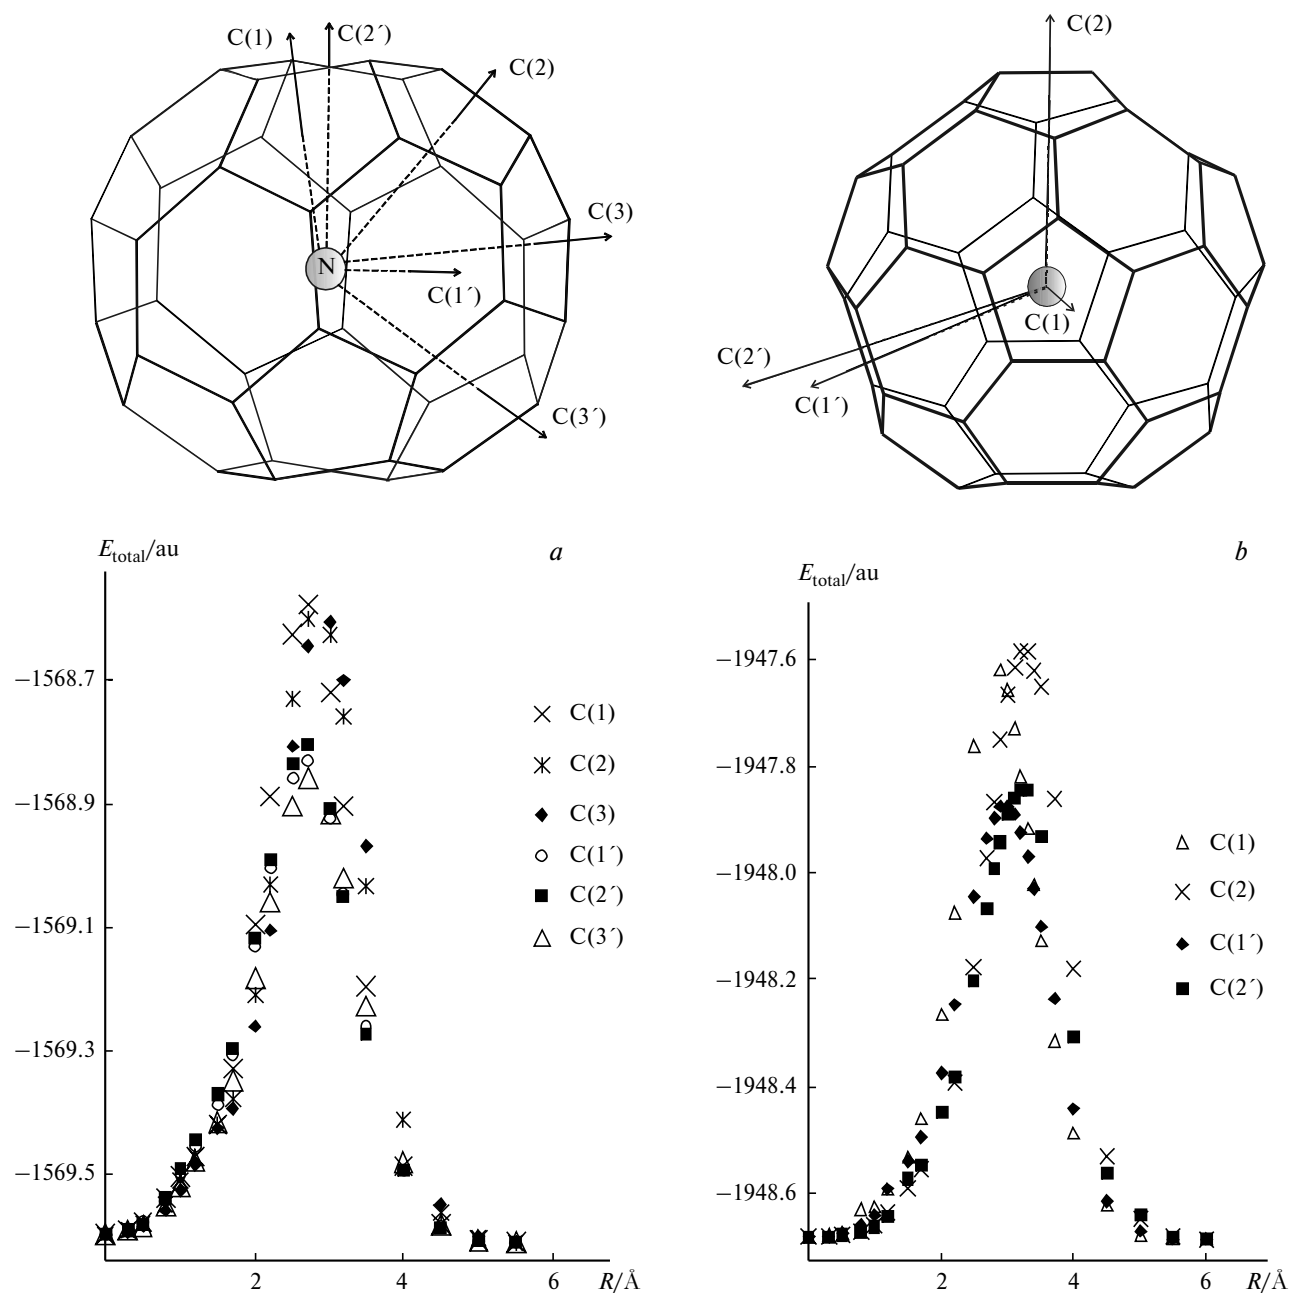 C(1)
C(2´)
C(2)
C(3)
N
C(1´)
C(3´)
C(2)
C(1)
C(2´)
C(1´)
E total/au
a
−1568.7
−1568.9
−1569.1
−1569.3
−1569.5
2
4
6
R/Å
C(1)
C(2)
C(3)
C(1´)
C(2´)
C(3´)
E total/au
b
−1947.6
−1947.8
−1948.0
−1948.2
−1948.4
−1948.6
2
4
6
R/Å
C(1)
C(2)
C(1´)
C(2´)